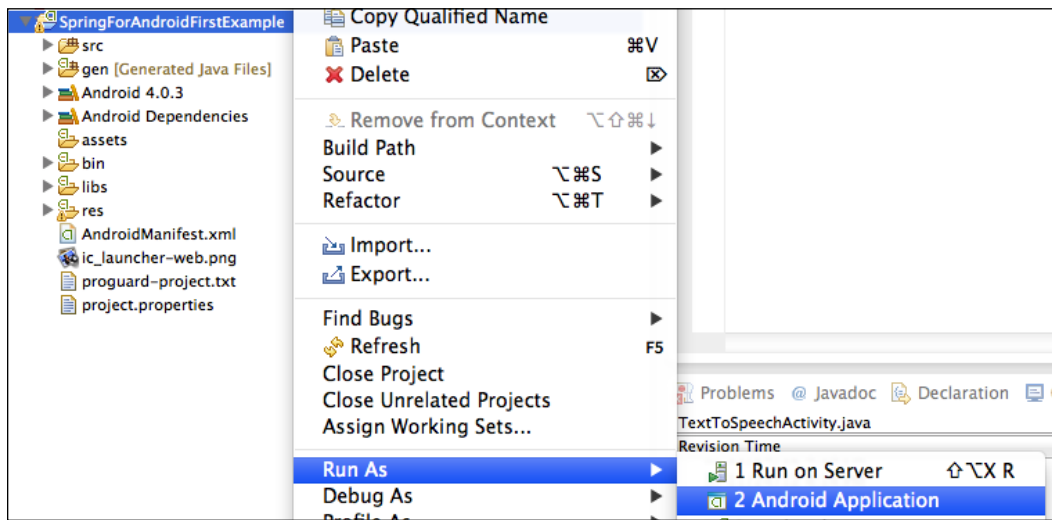 SpringForAndroidFirstExample
src
gen [Generated Java Files]
Android 4.0.3
Android Dependencies
assets
bin
libs
res
AndroidManifest.xml
ic_launcher-web.png
proguard-project.txt
project.properties
Copy Qualified Name
Paste ⌘V
Delete ⌦
Remove from Context ⌥⇧⌘↓
Build Path
Source ⌥⌘S
Refactor ⌥⌘T
Import...
Export...
Find Bugs
Refresh F5
Close Project
Close Unrelated Projects
Assign Working Sets...
Run As
Debug As
Profile As
Problems @ Javadoc Declaration
TextToSpeechActivity.java
Revision Time
1 Run on Server ⇧⌥X R
2 Android Application